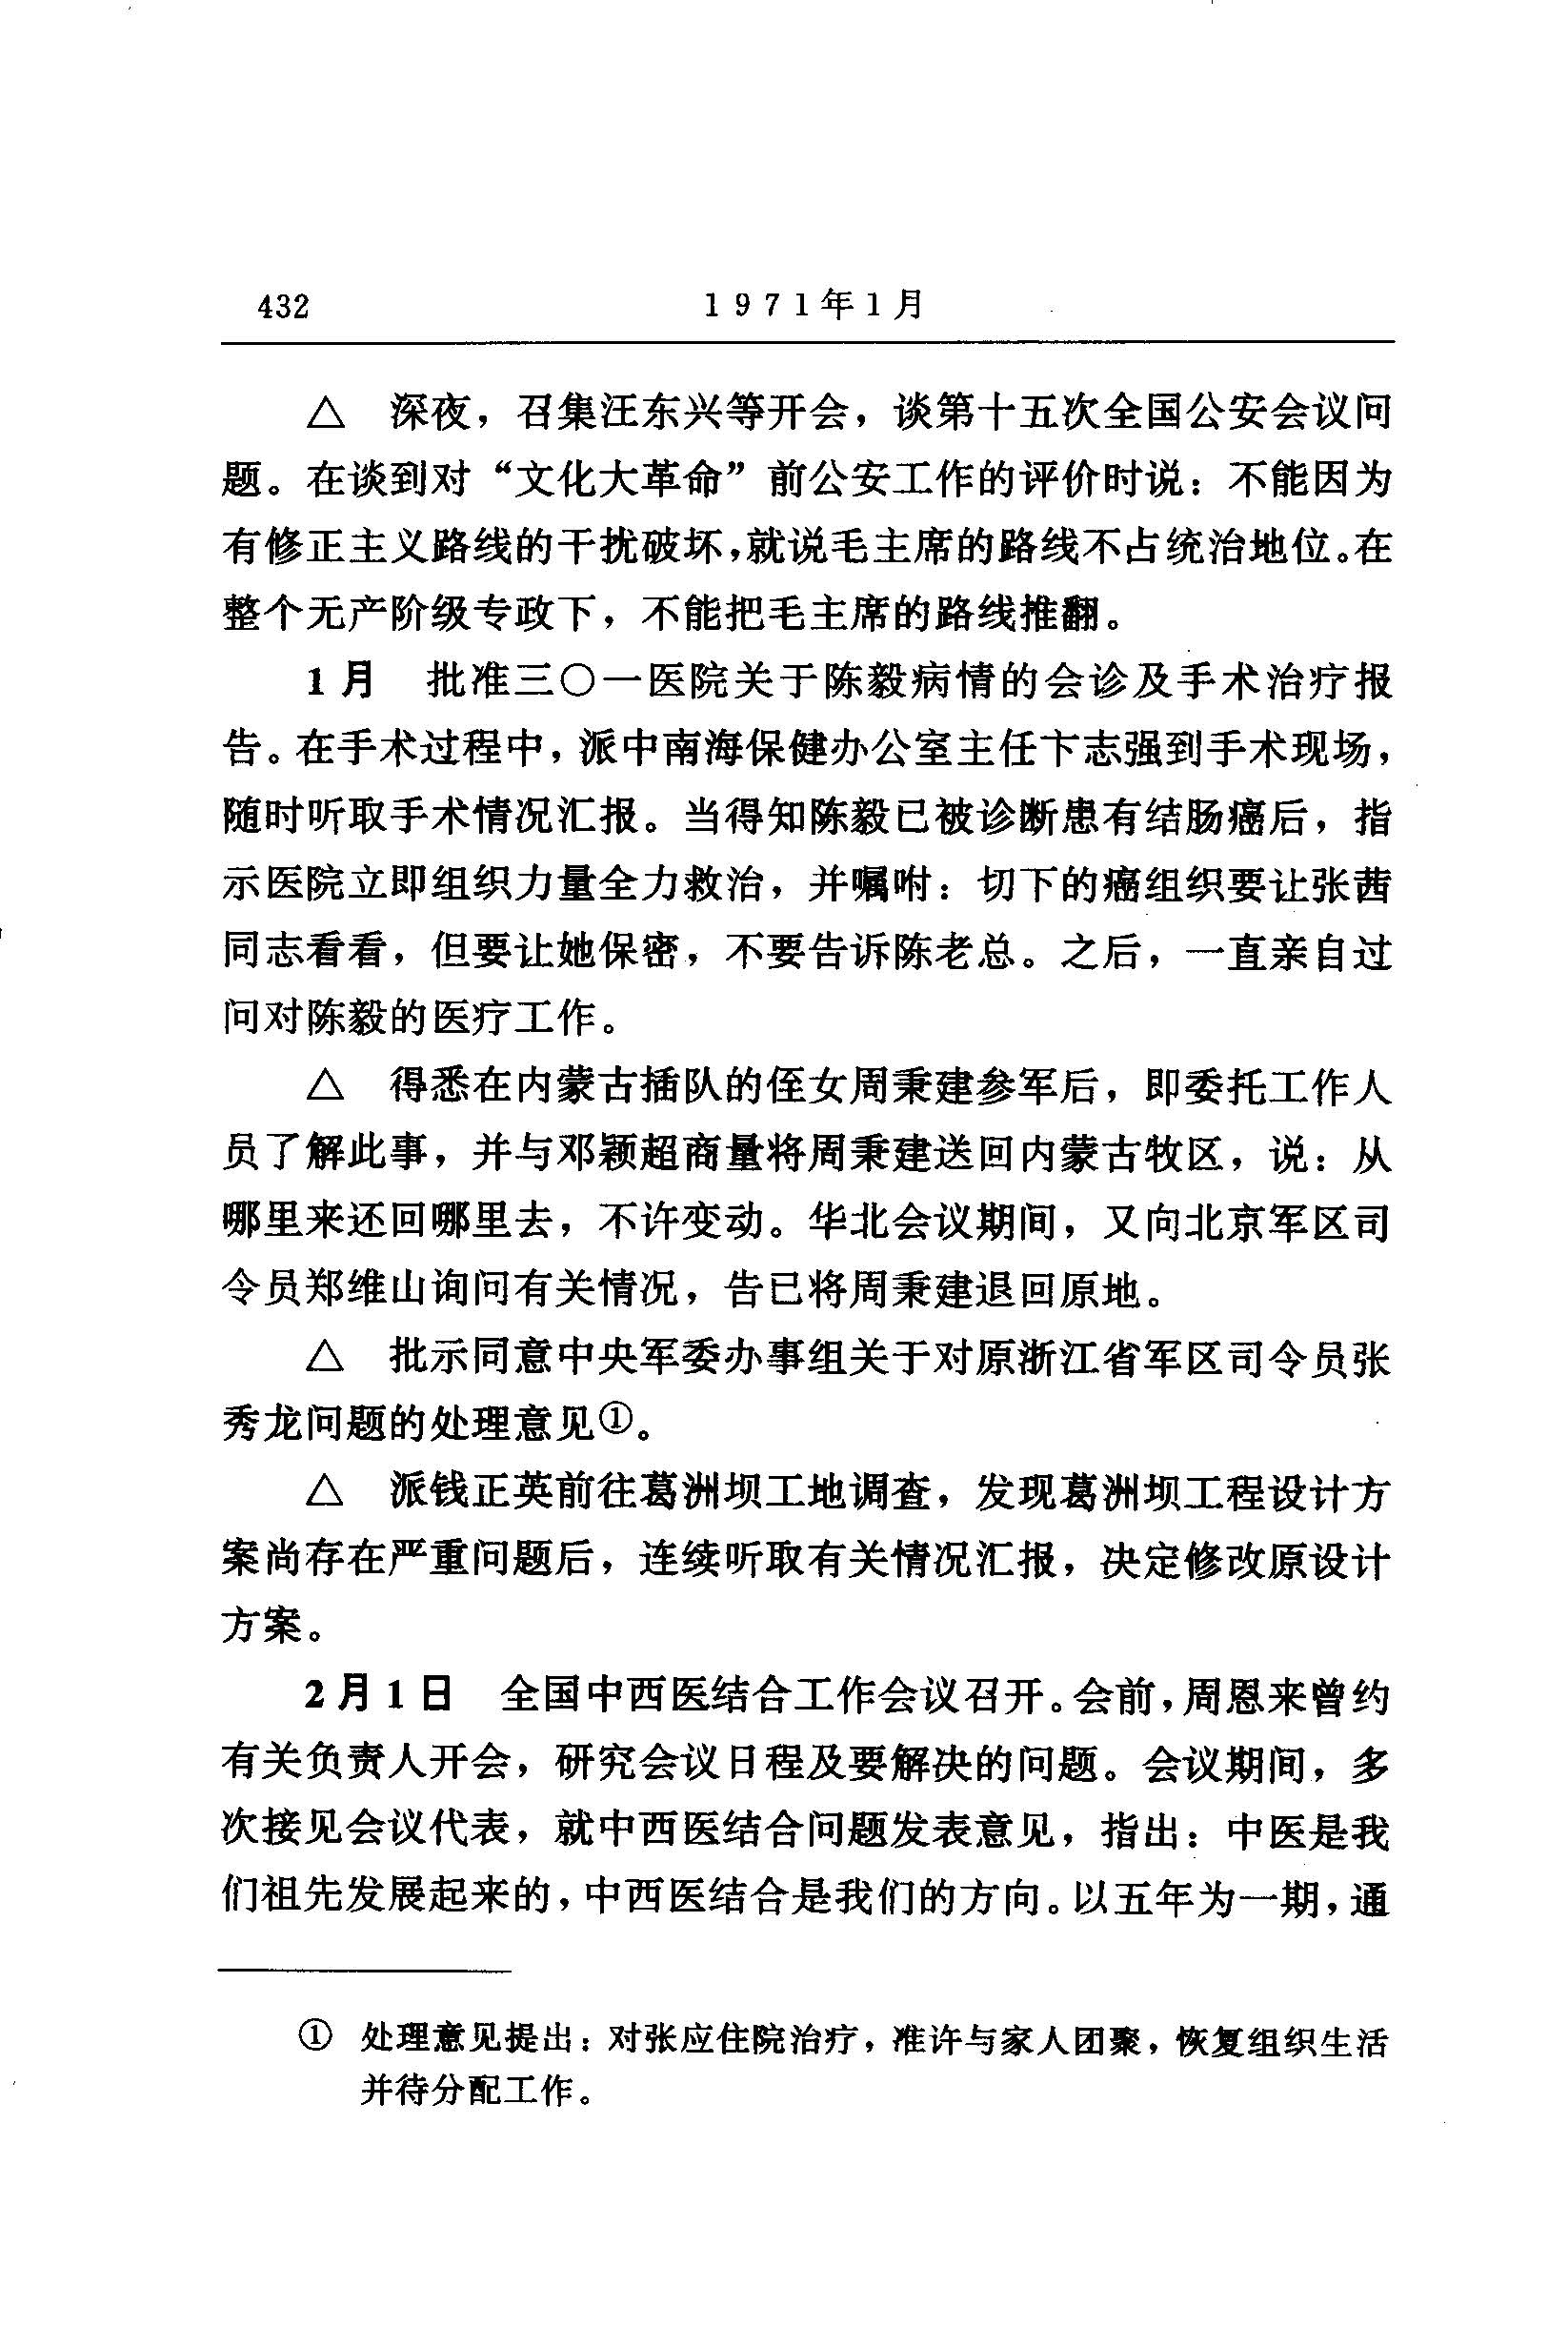 432
1971年1月
△ 深夜，召集汪东兴等开会，谈第十五次全国公安会议问
题。在谈到对“文化大革命”前公安工作的评价时说：不能因为
有修正主义路线的干扰破坏，就说毛主席的路线不占统治地位。在
整个无产阶级专政下，不能把毛主席的路线推翻。
1月 批准三〇一医院关于陈毅病情的会诊及手术治疗报
告。在手术过程中，派中南海保健办公室主任卞志强到手术现场，
随时听取手术情况汇报。当得知陈毅已被诊断患有结肠癌后，指
示医院立即组织力量全力救治，并嘱咐：切下的癌组织要让张茜
同志看看，但要让她保密，不要告诉陈老总。之后，一直亲自过
问对陈毅的医疗工作。
△ 得悉在内蒙古插队的侄女周秉建参军后，即委托工作人
员了解此事，并与邓颖超商量将周秉建送回内蒙古牧区，说：从
哪里来还回哪里去，不许变动。华北会议期间，又向北京军区司
令员郑维山询问有关情况，告已将周秉建退回原地。
△ 批示同意中央军委办事组关于对原浙江省军区司令员张
秀龙问题的处理意见①。
△ 派钱正英前往葛洲坝工地调查，发现葛洲坝工程设计方
案尚存在严重问题后，连续听取有关情况汇报，决定修改原设计
方案。
2月1日 全国中西医结合工作会议召开。会前，周恩来曾约
有关负责人开会，研究会议日程及要解决的问题。会议期间，多
次接见会议代表，就中西医结合问题发表意见，指出：中医是我
们祖先发展起来的，中西医结合是我们的方向。以五年为一期，通
① 处理意见提出：对张应住院治疗，准许与家人团聚，恢复组织生活
并待分配工作。